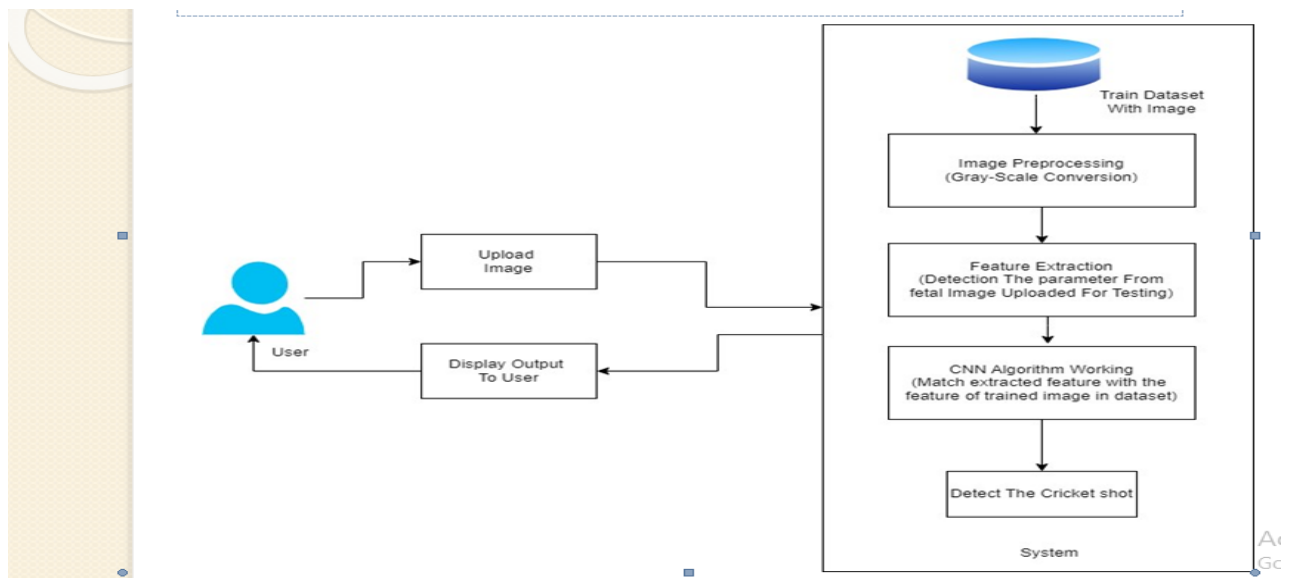 Train Dataset
With Image
Image Preprocessing
(Gray-Scale Conversion)
Upload
Image
Feature Extraction
(Detection The parameter From
fetal Image Uploaded For Testing)
User
Display Output
To User
CNN Algorithm Working
(Match extracted feature with the
feature of trained image in dataset)
Detect The Cricket shot
System